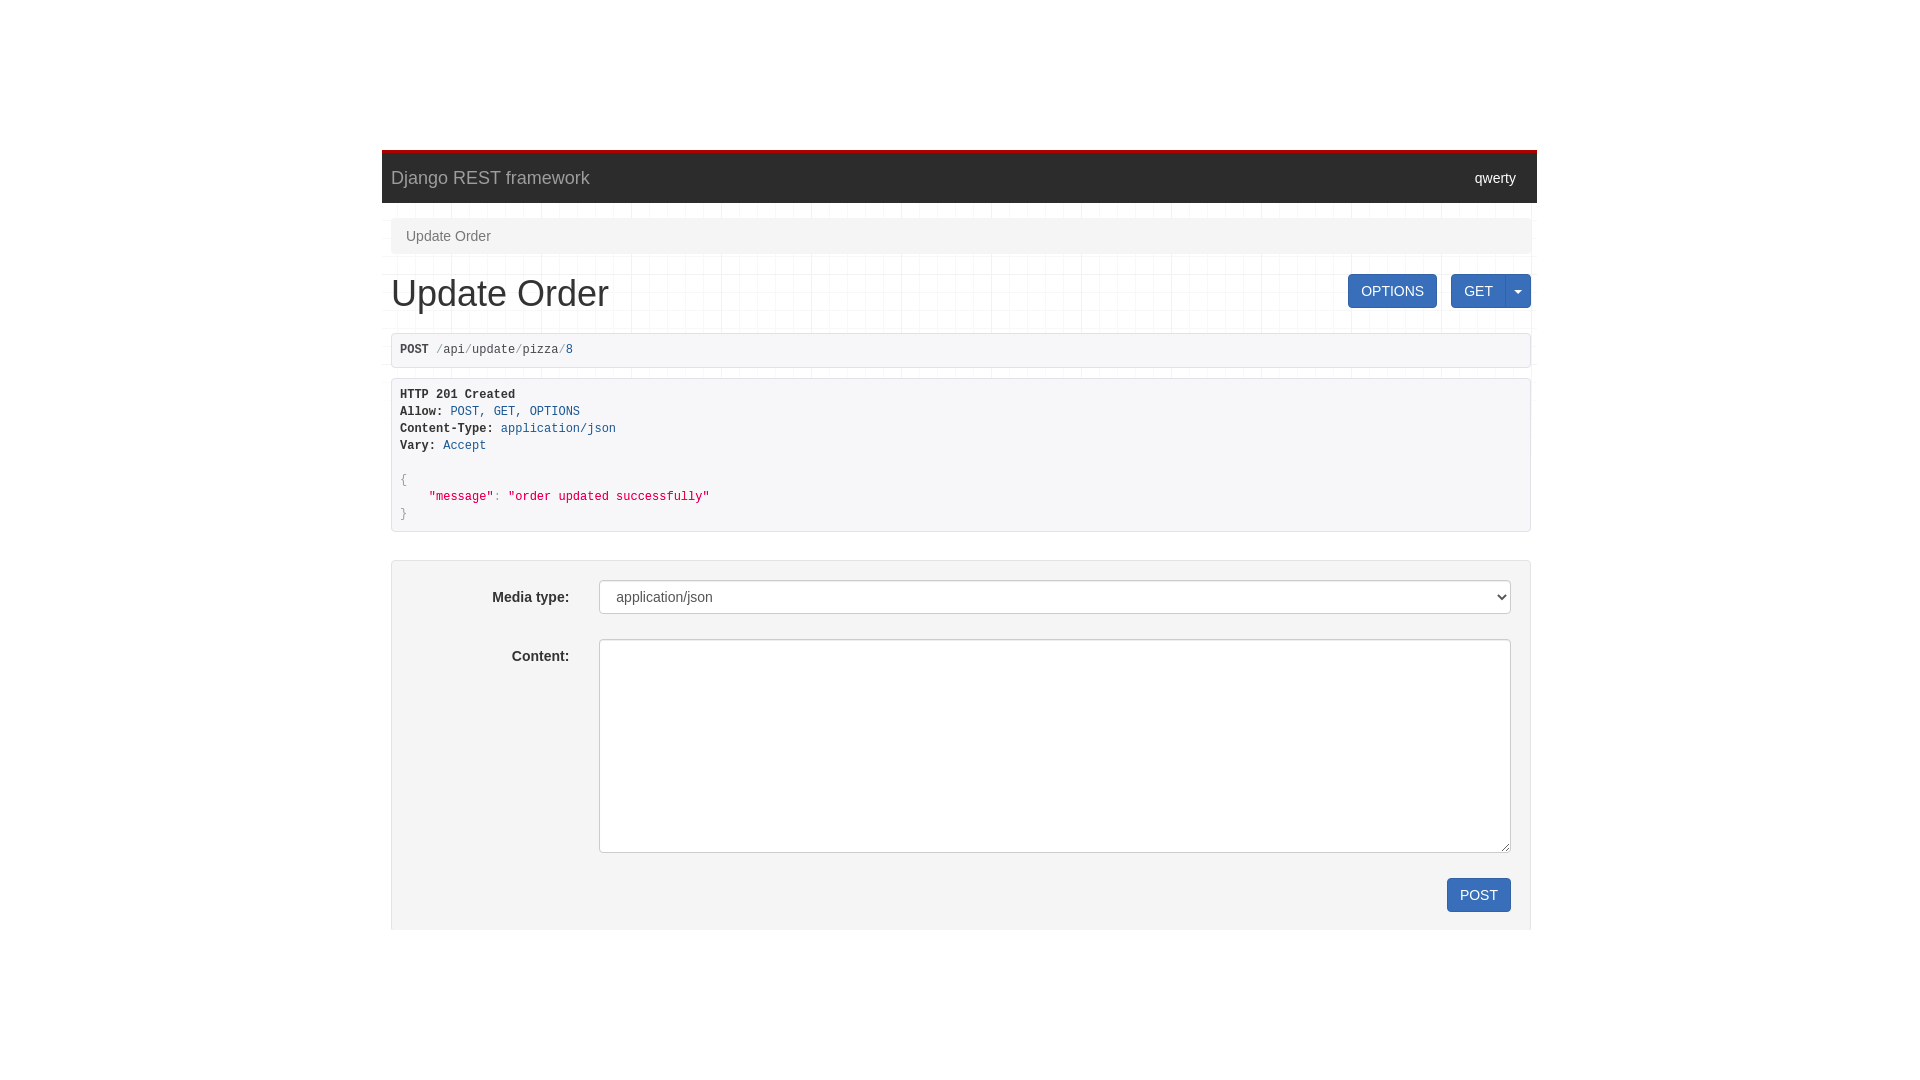 Django REST framework
qwerty
Update Order
Update Order
OPTIONS
GET
POST /api/update/pizza/8
HTTP 201 Created
Allow: POST, GET, OPTIONS
Content-Type: application/json
Vary: Accept
{
"message": "order updated successfully"
}
Media type:
application/json
Content:
POST